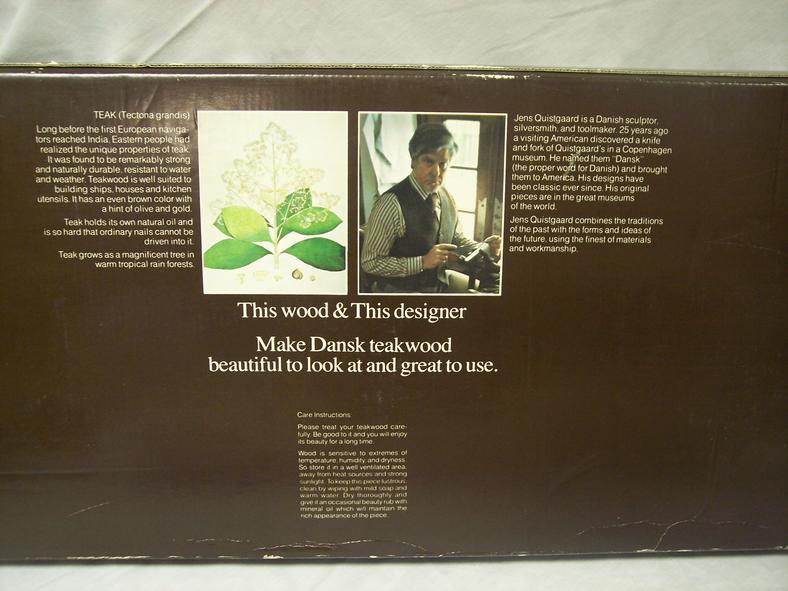 TEAK (Tectona grandis)
Long before the first European naviga-
tors reached India, Eastern people had
realized the unique properties of teak.
It was found to be remarkably strong
and naturally durable, resistant to water
and weather. Teakwood is well suited to
building ships, houses and kitchen
utensils. It has an even brown color with
a hint of olive and gold.
Teak holds its own natural oil and
is so hard that ordinary nails cannot be
driven into it.
Teak grows as a magnificent tree in
warm tropical rain forests.
Jens Quistgaard is a Danish sculptor,
silversmith, and toolmaker. 25 years ago
a visiting American discovered a knife
and fork of Quistgaard's in a Copenhagen
museum. He named them "Dansk"
(the proper word for Danish) and brought
them to America. His designs have
been classic ever since. His original
pieces are in the great museums
of the world.
Jens Quistgaard combines the traditions
of the past with the forms and ideas of
the future, using the finest of materials
and workmanship.
This wood & This designer
Make Dansk teakwood
beautiful to look at and great to use.
Care Instructions:
Please treat your teakwood care-
fully. Be good to it and you will enjoy
its beauty for a long time.
Wood is sensitive to extremes of
temperature, humidity, and dryness.
So store it in a well ventilated area,
away from heat sources and strong
sunlight. To keep this piece lustrous,
clean by wiping with mild soap and
warm water. Dry thoroughly and
give it an occasional beauty rub with
mineral oil which will maintain the
rich appearance of the piece.